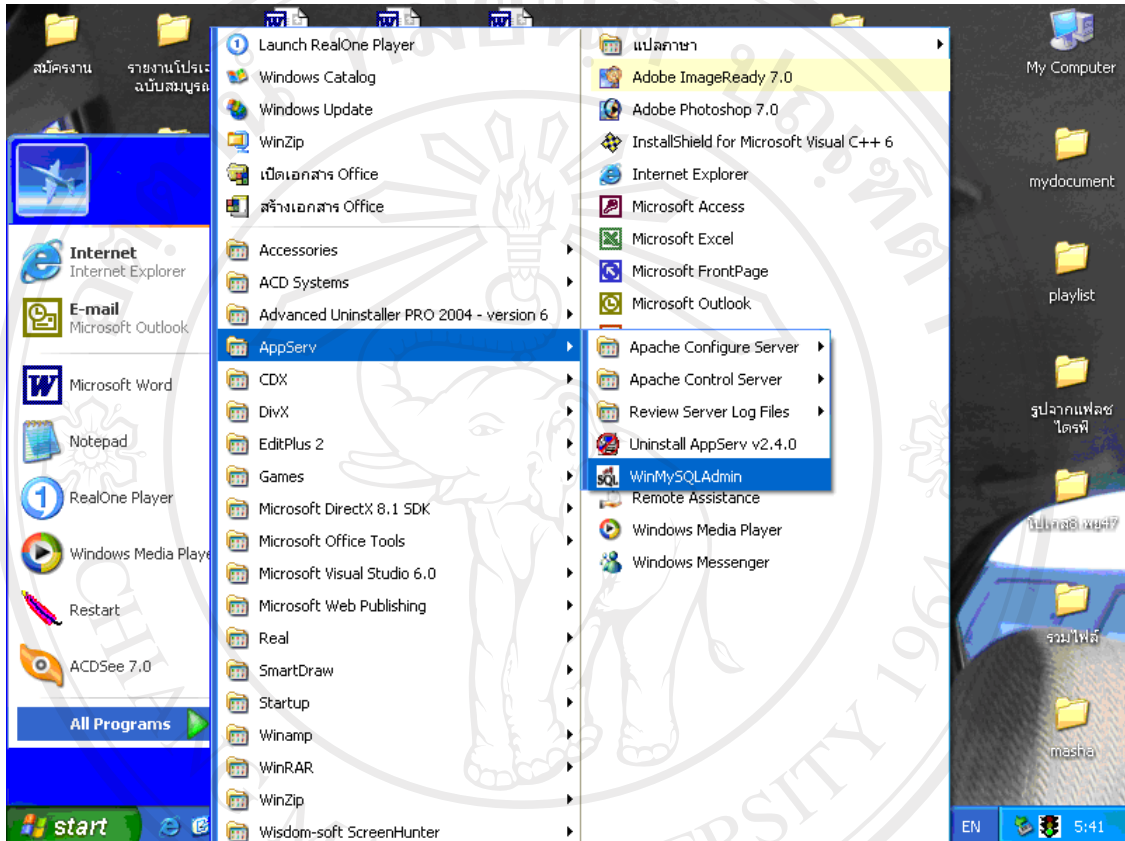 สมัครงาน
รายงานโปรเจ
ฉบับสมบูรณ
Internet
Internet Explorer
E-mail
Microsoft Outlook
Microsoft Word
Notepad
RealOne Player
Windows Media Playe
Restart
ACDSee 7.0
All Programs
start
Launch RealOne Player
Windows Catalog
Windows Update
WinZip
เปิดเอกสาร Office
สร้างเอกสาร Office
Accessories
ACD Systems
Advanced Uninstaller PRO 2004 - version 6
AppServ
CDX
DivX
EditPlus 2
Games
Microsoft DirectX 8.1 SDK
Microsoft Office Tools
Microsoft Visual Studio 6.0
Microsoft Web Publishing
Real
SmartDraw
Startup
Winamp
WinRAR
WinZip
Wisdom-soft ScreenHunter
แปลภาษา
Adobe ImageReady 7.0
Adobe Photoshop 7.0
InstallShield for Microsoft Visual C++ 6
Internet Explorer
Microsoft Access
Microsoft Excel
Microsoft FrontPage
Microsoft Outlook
Apache Configure Server
Apache Control Server
Review Server Log Files
Uninstall AppServ v2.4.0
WinMySQLAdmin
Remote Assistance
Windows Media Player
Windows Messenger
My Computer
mydocument
playlist
รูปจากแฟลช
ไดรฟ์
รวมไฟล์
masha
EN
5:41
1964